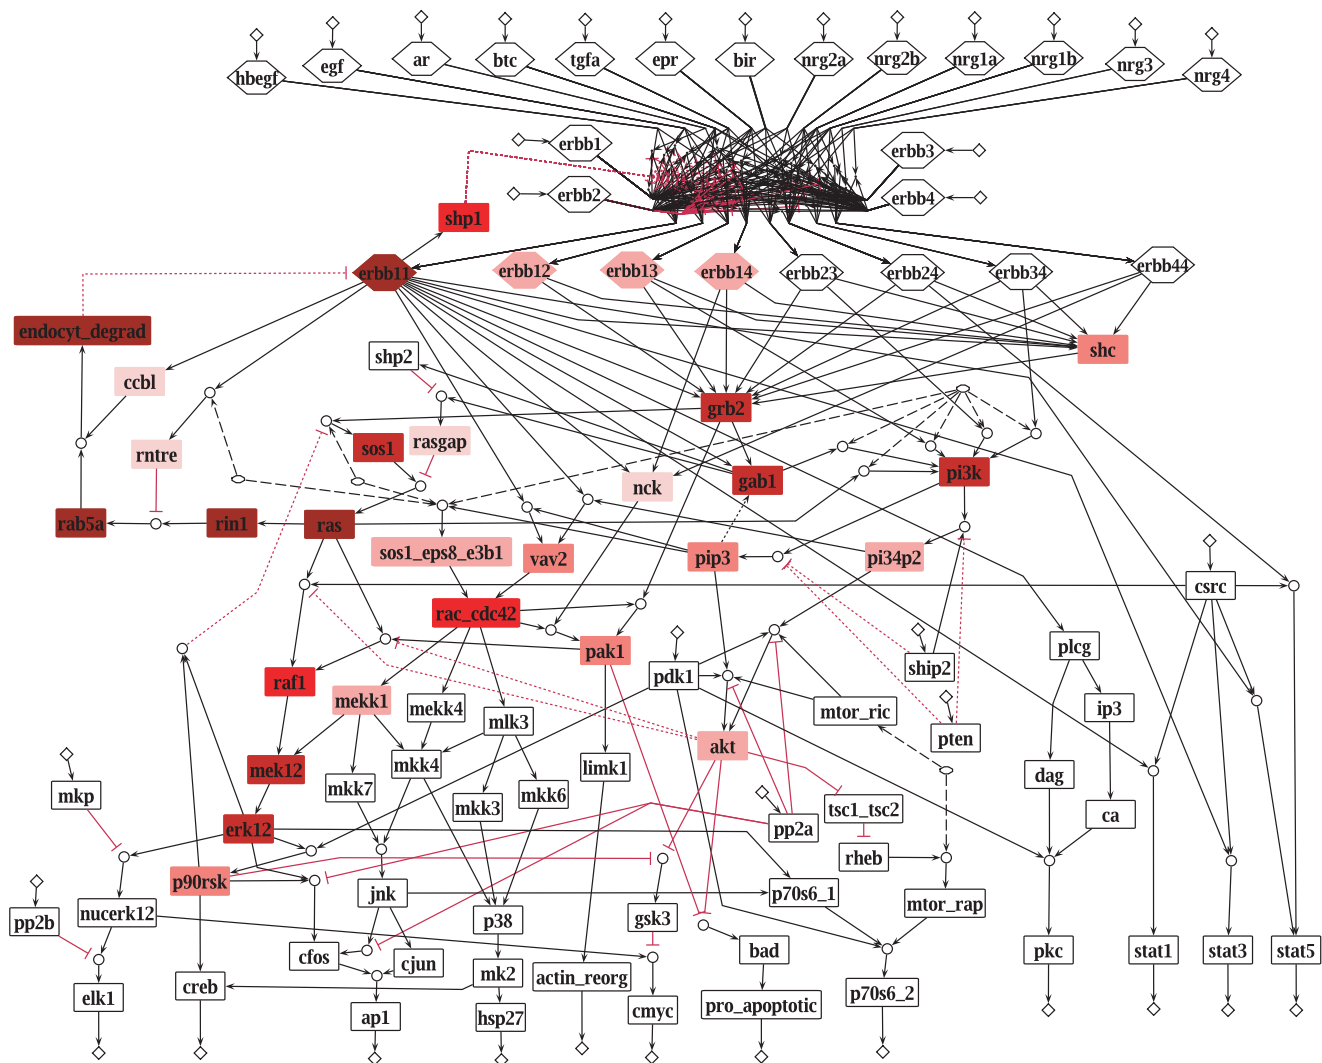 hbegf
egf
ar
btc
tgfa
epr
bir
nrg2a
nrg2b
nrg1a
nrg1b
nrg3
nrg4
erbb1
erbb3
erbb2
erbb4
shp1
erbb11
erbb12
erbb13
erbb14
erbb23
erbb24
erbb34
erbb44
endocyt_degrad
shp2
shc
ccbl
grb2
rntre
sos1
rasgap
nck
gab1
pi3k
rab5a
rin1
ras
sos1_eps8_e3b1
vav2
pip3
pi34p2
csrc
rac_cdc42
pak1
plcg
raf1
pdk1
ship2
mekk1
mekk4
mlk3
mtor_ric
ip3
pten
akt
mek12
mkk4
limk1
dag
mkp
mkk7
mkk3
mkk6
tsc1_tsc2
ca
erk12
pp2a
rheb
p90rsk
jnk
p70s6_1
mtor_rap
pp2b
nucerk12
p38
gsk3
cfos
cjun
bad
pkc
stat1
stat3
stat5
elk1
creb
mk2
actin_reorg
p70s6_2
ap1
hsp27
cmyc
pro_apoptotic